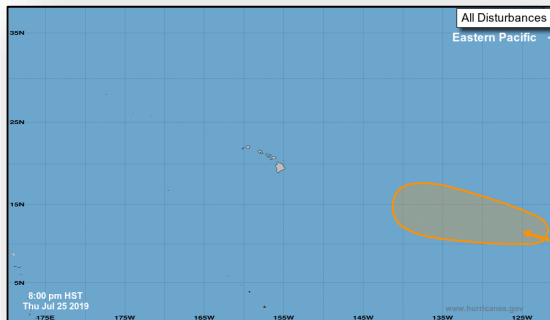 All Disturbances
Eastern Pacific
35N
25N
15N
5N
8:00 pm HST
Thu Jul 25 2019
www.hurricanes.gov
175E
175W
165W
155W
145W
135W
125W